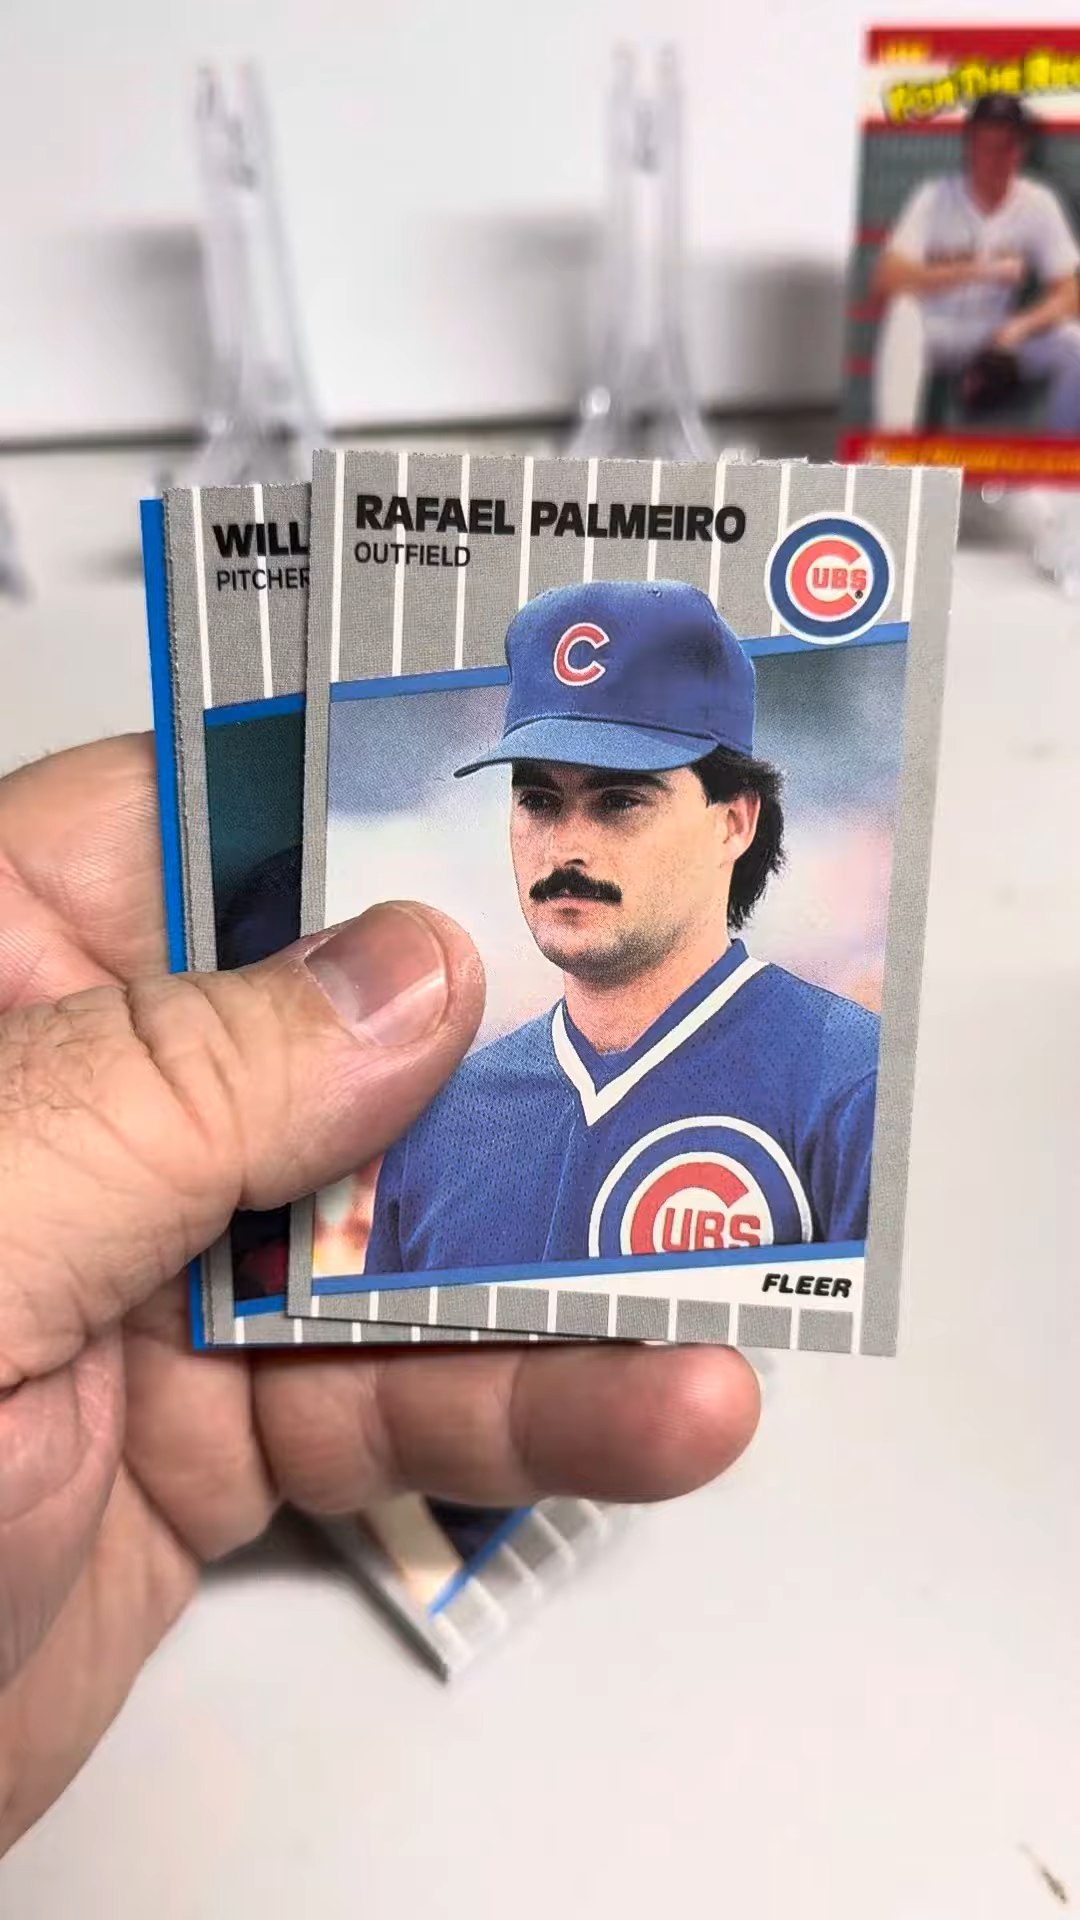 RAFAEL PALMEIRO
OUTFIELD
CUBS
WILL
PITCHER
C
CUBS
FLEER